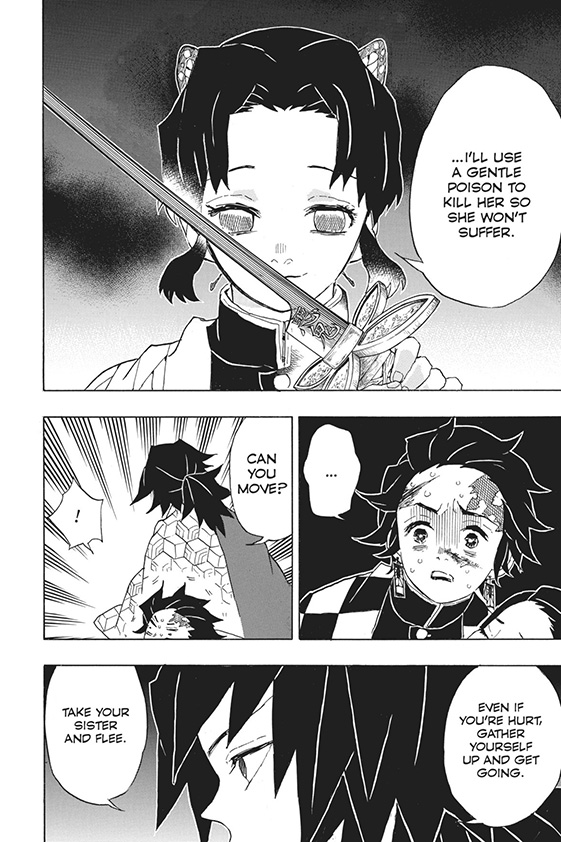 ...I'LL USE
A GENTLE
POISON TO
KILL HER SO
SHE WON'T
SUFFER.
...
CAN
YOU
MOVE?
!
EVEN IF
YOU'RE HURT,
GATHER
YOURSELF
UP AND GET
GOING.
TAKE YOUR
SISTER
AND FLEE.